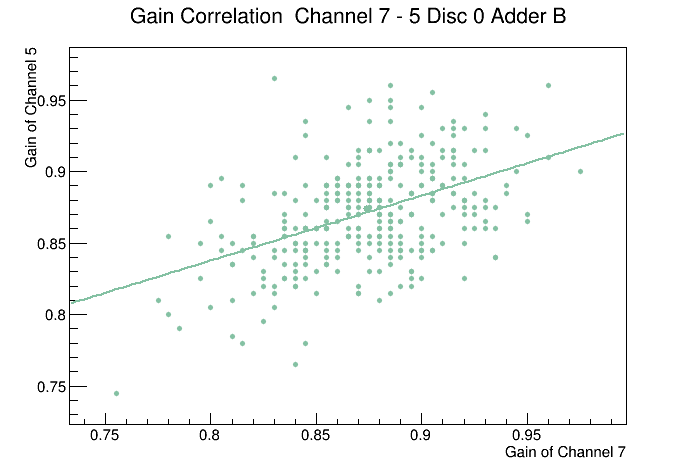 Gain Correlation  Channel 7 - 5 Disc 0 Adder B
Gain of Channel 5
0.95
0.9
0.85
0.8
0.75
0.75 0.8 0.85 0.9 0.95
Gain of Channel 7